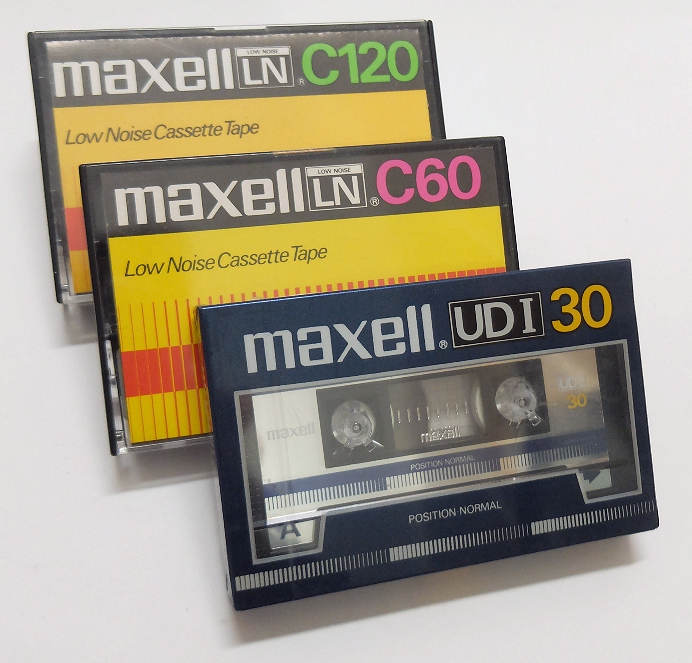 maxell LOW NOISE LN ® C120
Low Noise Cassette Tape
maxell LOW NOISE LN ® C60
Low Noise Cassette Tape
maxell® UD I 30
maxell
maxell
UD I
30
POSITION·NORMAL
A
POSITION·NORMAL